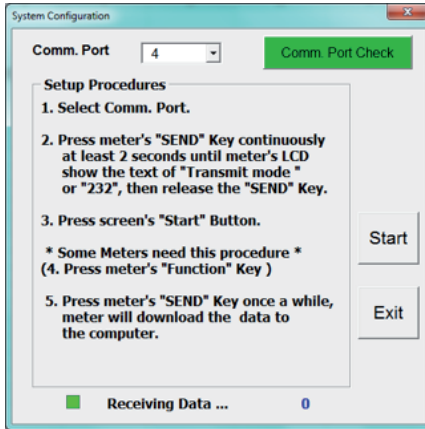 System Configuration
Comm. Port 4 Comm. Port Check
Setup Procedures
1. Select Comm. Port.
2. Press meter's "SEND" Key continuously
at least 2 seconds until meter's LCD
show the text of "Transmit mode "
or "232", then release the "SEND" Key.
3. Press screen's "Start" Button.
* Some Meters need this procedure *
(4. Press meter's "Function" Key )
5. Press meter's "SEND" Key once a while,
meter will download the data to
the computer.
Start
Exit
Receiving Data ... 0